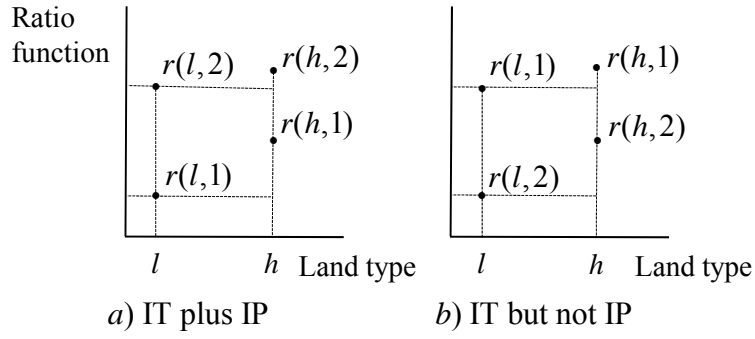 Ratio
function
r(l,2)
r(h,2)
r(h,1)
r(l,1)
l
h
Land type
a) IT plus IP
r(l,1)
r(h,1)
r(h,2)
r(l,2)
l
h
Land type
b) IT but not IP